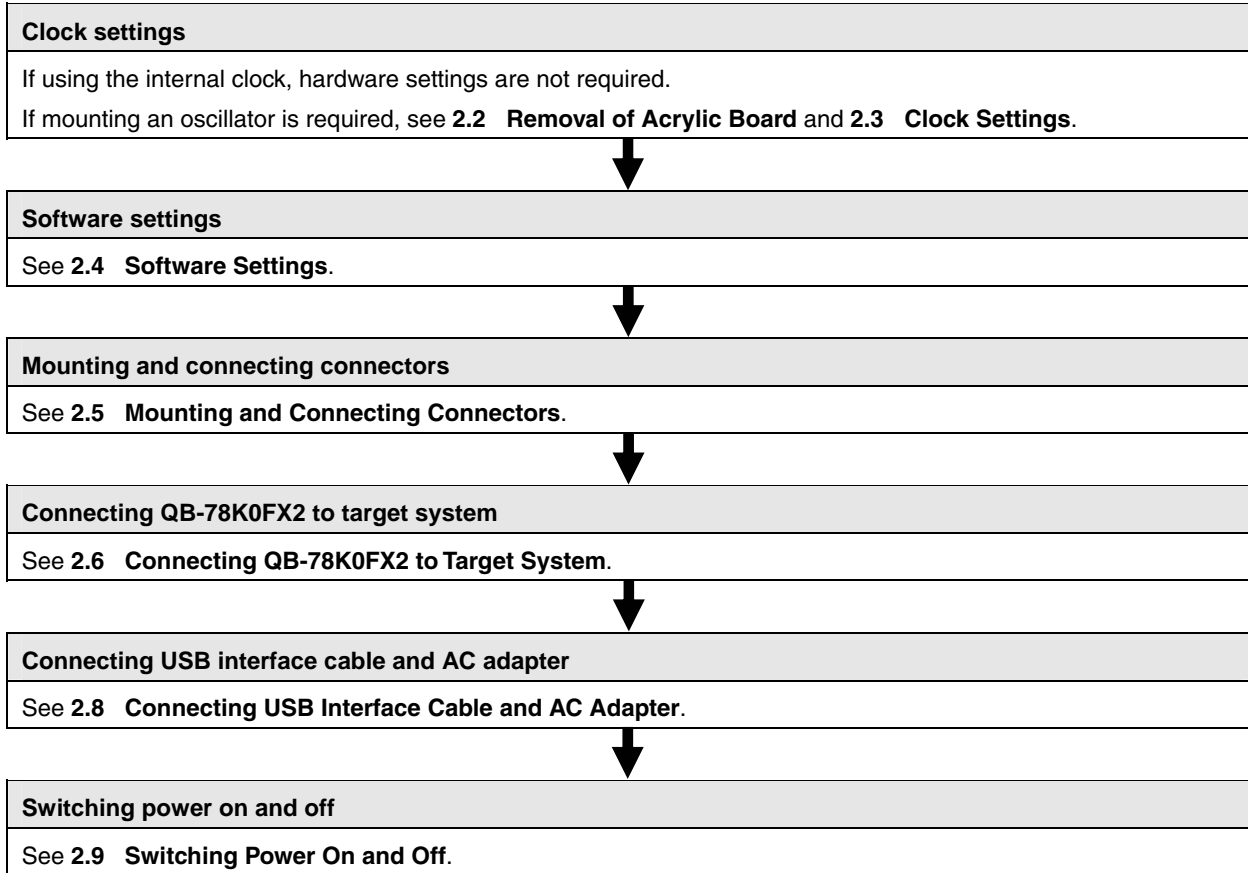 Clock settings
If using the internal clock, hardware settings are not required.
If mounting an oscillator is required, see 2.2 Removal of Acrylic Board and 2.3 Clock Settings.
Software settings
See 2.4 Software Settings.
Mounting and connecting connectors
See 2.5 Mounting and Connecting Connectors.
Connecting QB-78K0FX2 to target system
See 2.6 Connecting QB-78K0FX2 to Target System.
Connecting USB interface cable and AC adapter
See 2.8 Connecting USB Interface Cable and AC Adapter.
Switching power on and off
See 2.9 Switching Power On and Off.